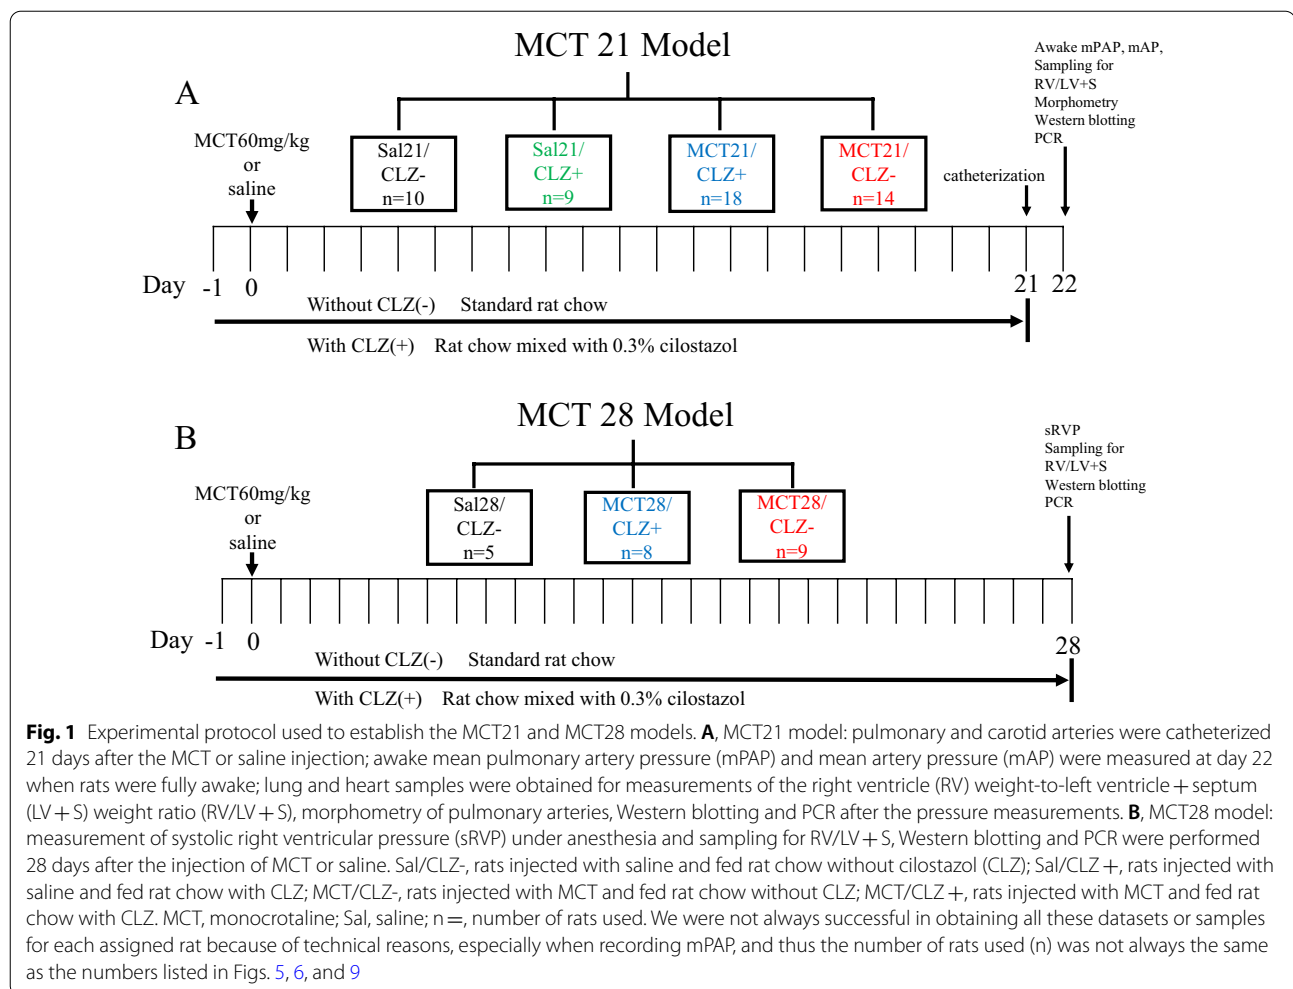 MCT 21 Model
A
MCT60mg/kg
or
saline
Sal21/
CLZ-
n=10
Sal21/
CLZ+
n=9
MCT21/
CLZ+
n=18
MCT21/
CLZ-
n=14
catheterization
Awake mPAP, mAP,
Sampling for
RV/LV+S
Morphometry
Western blotting
PCR
Day -1 0 21 22
Without CLZ(-) Standard rat chow
With CLZ(+) Rat chow mixed with 0.3% cilostazol
MCT 28 Model
B
MCT60mg/kg
or
saline
Sal28/
CLZ-
n=5
MCT28/
CLZ+
n=8
MCT28/
CLZ-
n=9
sRVP
Sampling for
RV/LV+S
Western blotting
PCR
Day -1 0 28
Without CLZ(-) Standard rat chow
With CLZ(+) Rat chow mixed with 0.3% cilostazol
Fig. 1 Experimental protocol used to establish the MCT21 and MCT28 models. A, MCT21 model: pulmonary and carotid arteries were catheterized
21 days after the MCT or saline injection; awake mean pulmonary artery pressure (mPAP) and mean artery pressure (mAP) were measured at day 22
when rats were fully awake; lung and heart samples were obtained for measurements of the right ventricle (RV) weight-to-left ventricle + septum
(LV + S) weight ratio (RV/LV + S), morphometry of pulmonary arteries, Western blotting and PCR after the pressure measurements. B, MCT28 model:
measurement of systolic right ventricular pressure (sRVP) under anesthesia and sampling for RV/LV + S, Western blotting and PCR were performed
28 days after the injection of MCT or saline. Sal/CLZ-, rats injected with saline and fed rat chow without cilostazol (CLZ); Sal/CLZ +, rats injected with
saline and fed rat chow with CLZ; MCT/CLZ-, rats injected with MCT and fed rat chow without CLZ; MCT/CLZ +, rats injected with MCT and fed rat
chow with CLZ. MCT, monocrotaline; Sal, saline; n =, number of rats used. We were not always successful in obtaining all these datasets or samples
for each assigned rat because of technical reasons, especially when recording mPAP, and thus the number of rats used (n) was not always the same
as the numbers listed in Figs. 5, 6, and 9